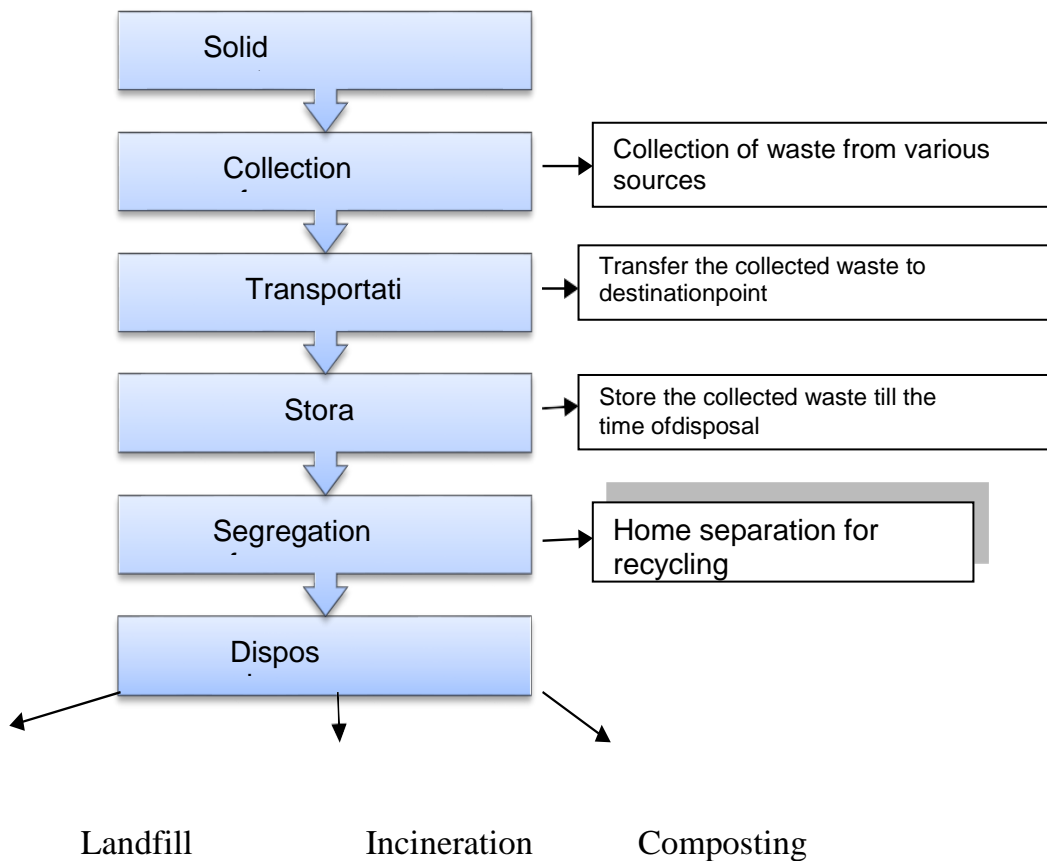 Solid
Collection
Collection of waste from various
sources
Transportati
Transfer the collected waste to
destinationpoint
Stora
Store the collected waste till the
time ofdisposal
Segregation
Home separation for
recycling
Dispos
Landfill Incineration Composting